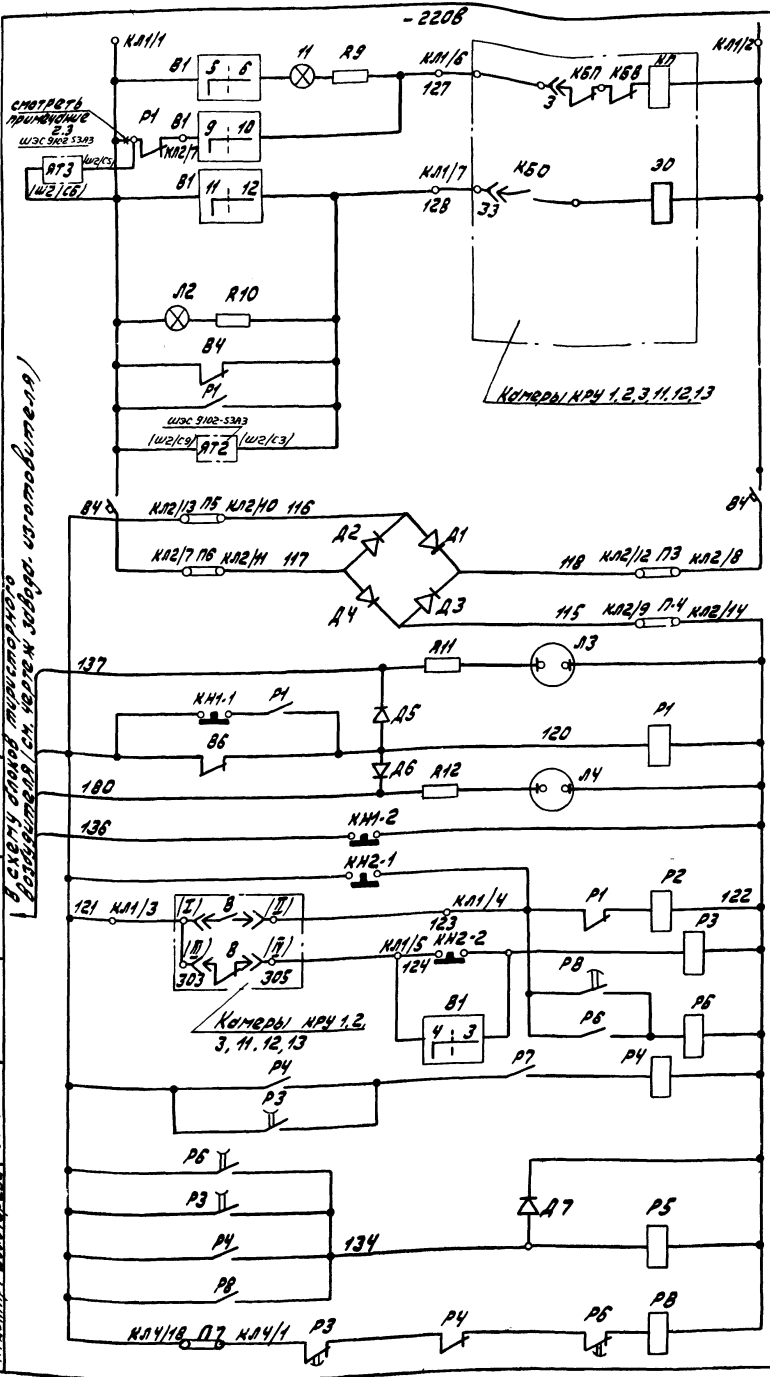 - 220В
КЛ1/1
В1
5 6
Л1
R9
КЛ1/6
127
3
КБП
КБВ
КП
КЛ1/2
смотреть
примечание
2.3
ШЭС 9102-53А3
Р1
В1
КЛ2/7
9 10
ЯТ3
/Ш2/С5/
/Ш2/С6/
В1
11 12
КЛ1/7
128
33
КБО
ЭО
Л2
R10
В4
Р1
ШЭС 9102-53А3
/Ш2/С9/
ЯТ2
/Ш2/С3/
Камеры КРУ 1,2,3,11,12,13
В4
КЛ2/13 П5 КЛ2/10 116
Д2
Д1
В4
КЛ2/7 П6 КЛ2/11 117
Д4
Д3
118 КЛ2/12 П3 КЛ2/8
115 КЛ2/9 П.4 КЛ2/14
В схему блоков тиристорного
возбудителя (см. чертеж завода-изготовителя)
137
R11
Л3
КН1.1
Р1
Д5
В6
120
Р1
180
Д6
R12
Л4
136
КН1-2
КН2-1
121 КЛ1/3
(I)
В
(II)
123
КЛ1/4
Р1
Р2
122
(III)
303
В
(IV)
305
КЛ1/5
124
КН2-2
Р3
В1
4 3
Р8
Р6
Р6
Камеры КРУ 1,2,
3, 11, 12, 13
Р4
Р7
Р4
Р3
Р6
Р3
Д7
Р5
Р4
134
Р8
КЛ4/18 П7 КЛ4/1
Р3
Р4
Р6
Р8